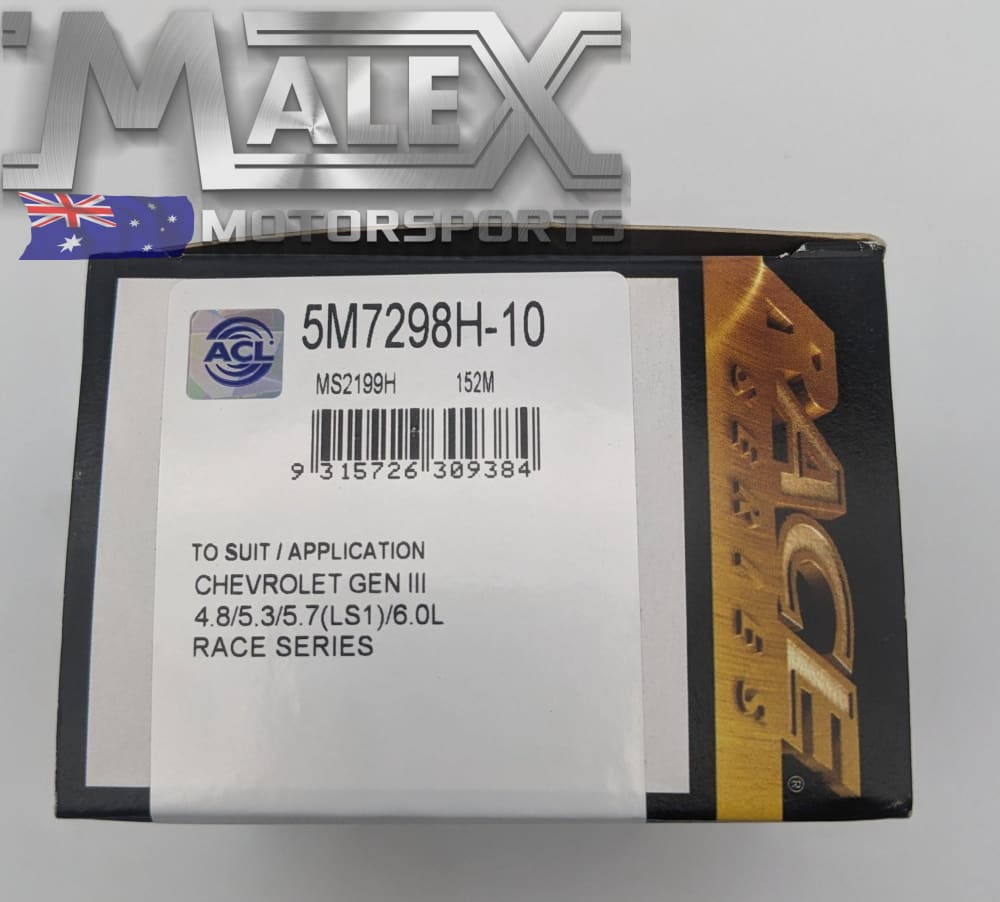 MALEX
MOTORSPORTS
ACL
5M7298H-10
MS2199H 152M
9 315726 309384
TO SUIT / APPLICATION
CHEVROLET GEN III
4.8/5.3/5.7(LS1)/6.0L
RACE SERIES
RACE
SERIES
®